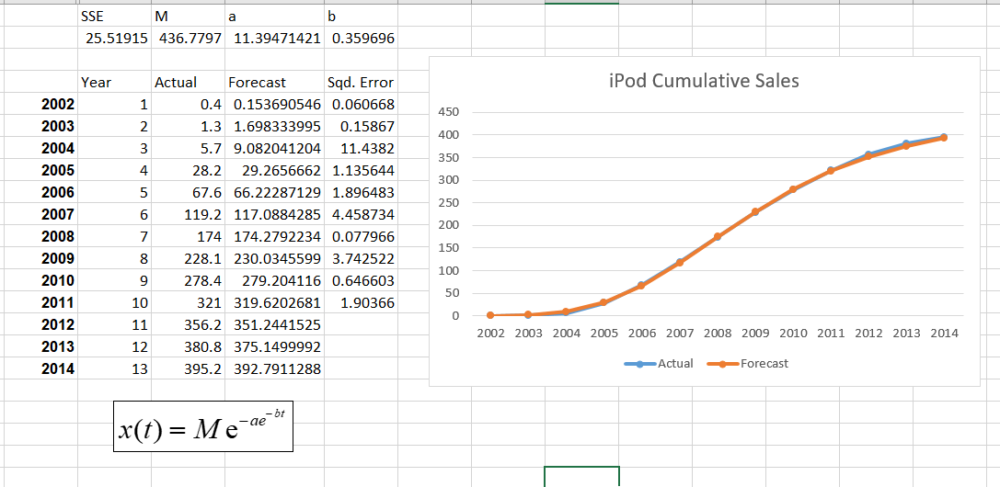 SSE M a b
25.51915 436.7797 11.39471421 0.359696
Year Actual Forecast Sqd. Error
2002 1 0.4 0.153690546 0.060668
2003 2 1.3 1.698333995 0.15867
2004 3 5.7 9.082041204 11.4382
2005 4 28.2 29.2656662 1.135644
2006 5 67.6 66.22287129 1.896483
2007 6 119.2 117.0884285 4.458734
2008 7 174 174.2792234 0.077966
2009 8 228.1 230.0345599 3.742522
2010 9 278.4 279.204116 0.646603
2011 10 321 319.6202681 1.90366
2012 11 356.2 351.2441525
2013 12 380.8 375.1499992
2014 13 395.2 392.7911288
x(t) = M e^{-ae^{-bt}}
iPod Cumulative Sales
450
400
350
300
250
200
150
100
50
0
2002 2003 2004 2005 2006 2007 2008 2009 2010 2011 2012 2013 2014
Actual Forecast